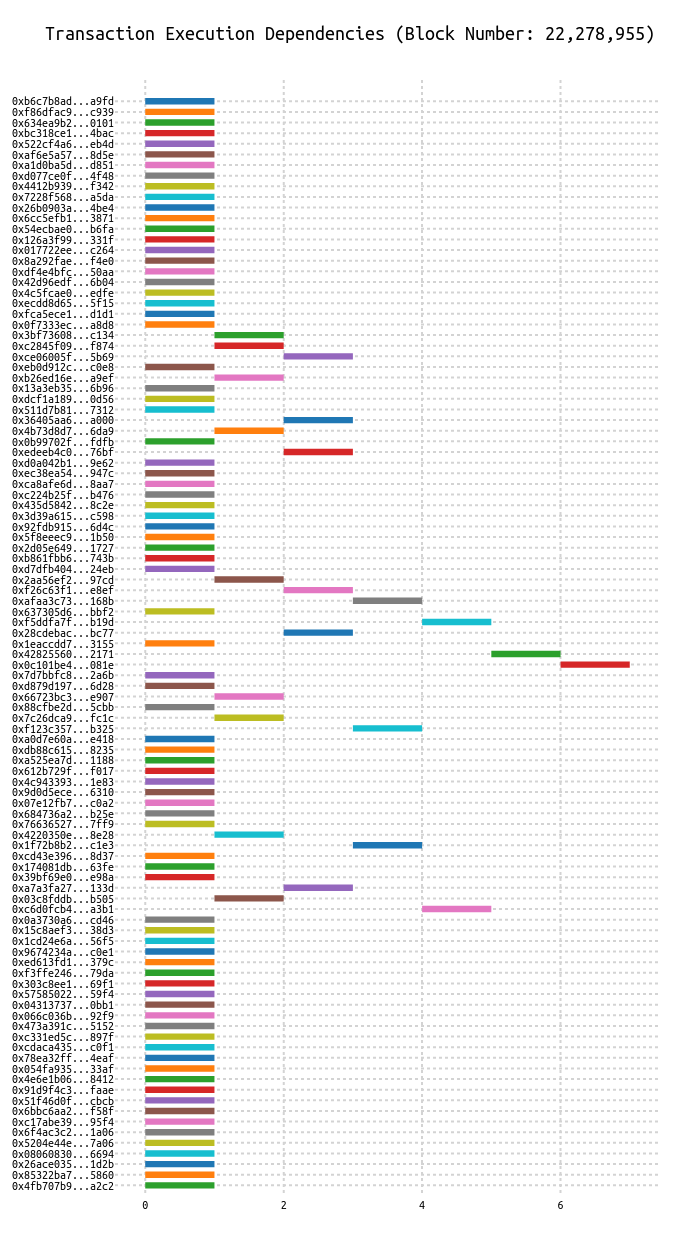 Transaction Execution Dependencies (Block Number: 22,278,955)
0xb6c7b8ad...a9fd
0xf86dfac9...c939
0x634ea9b2...0101
0xbc318ce1...4bac
0x522cf4a6...eb4d
0xaf6e5a57...8d5e
0xa1d0ba5d...d851
0xd077ce0f...4f48
0x4412b939...f342
0x7228f568...a5da
0x26b0903a...4be4
0x6cc5efb1...3871
0x54ecbae0...b6fa
0x126a3f99...331f
0x017722ee...c264
0x8a292fae...f4e0
0xdf4e4bfc...50aa
0x42d96edf...6b04
0x4c5fcae0...edfe
0xecdd8d65...5f15
0xfca5ece1...d1d1
0x0f7333ec...a8d8
0x3bf73608...c134
0xc2845f09...f874
0xce06005f...5b69
0xeb0d912c...c0e8
0xb26ed16e...a9ef
0x13a3eb35...6b96
0xdcf1a189...0d56
0x511d7b81...7312
0x36405aa6...a000
0x4b73d8d7...6da9
0x0b99702f...fdfb
0xedeeb4c0...76bf
0xd0a042b1...9e62
0xec38ea54...947c
0xca8afe6d...8aa7
0xc224b25f...b476
0x435d5842...8c2e
0x3d39a615...c598
0x92fdb915...6d4c
0x5f8eeec9...1b50
0x2d05e649...1727
0xb861fbb6...743b
0xd7dfb404...24eb
0x2aa56ef2...97cd
0xf26c63f1...e8ef
0xafaa3c73...168b
0x637305d6...bbf2
0xf5ddfa7f...b19d
0x28cdebac...bc77
0x1eaccdd7...3155
0x42825560...2171
0x0c101be4...081e
0x7d7bbfc8...2a6b
0xd879d197...6d28
0x66723bc3...e907
0x88cfbe2d...5cbb
0x7c26dca9...fc1c
0xf123c357...b325
0xa0d7e60a...e418
0xdb88c615...8235
0xa525ea7d...1188
0x612b729f...f017
0x4c943393...1e83
0x9d0d5ece...6310
0x07e12fb7...c0a2
0x684736a2...b25e
0x76636527...7ff9
0x4220350e...8e28
0x1f72b8b2...c1e3
0xcd43e396...8d37
0x174081db...63fe
0x39bf69e0...e98a
0xa7a3fa27...133d
0x03c8fddb...b505
0xc6d0fcb4...a3b1
0x0a3730a6...cd46
0x15c8aef3...38d3
0x1cd24e6a...56f5
0x9674234a...c0e1
0xed613fd1...379c
0xf3ffe246...79da
0x303c8ee1...69f1
0x57585022...59f4
0x04313737...0bb1
0x066c036b...92f9
0x473a391c...5152
0xc331ed5c...897f
0xcdaca435...c0f1
0x78ea32ff...4eaf
0x054fa935...33af
0x4e6e1b06...8412
0x91d9f4c3...faae
0x51f46d0f...cbcb
0x6bbc6aa2...f58f
0xc17abe39...95f4
0x6f4ac3c2...1a06
0x5204e44e...7a06
0x08060830...6694
0x26ace035...1d2b
0x85322ba7...5860
0x4fb707b9...a2c2
0 2 4 6